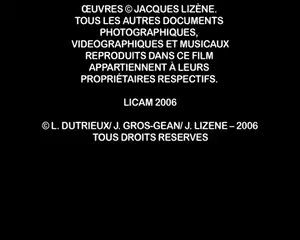 ŒUVRES © JACQUES LIZÈNE.
TOUS LES AUTRES DOCUMENTS
PHOTOGRAPHIQUES,
VIDEOGRAPHIQUES ET MUSICAUX
REPRODUITS DANS CE FILM
APPARTIENNENT À LEURS
PROPRIÉTAIRES RESPECTIFS.
LICAM 2006
© L. DUTRIEUX/ J. GROS-GEAN/ J. LIZENE – 2006
TOUS DROITS RESERVES